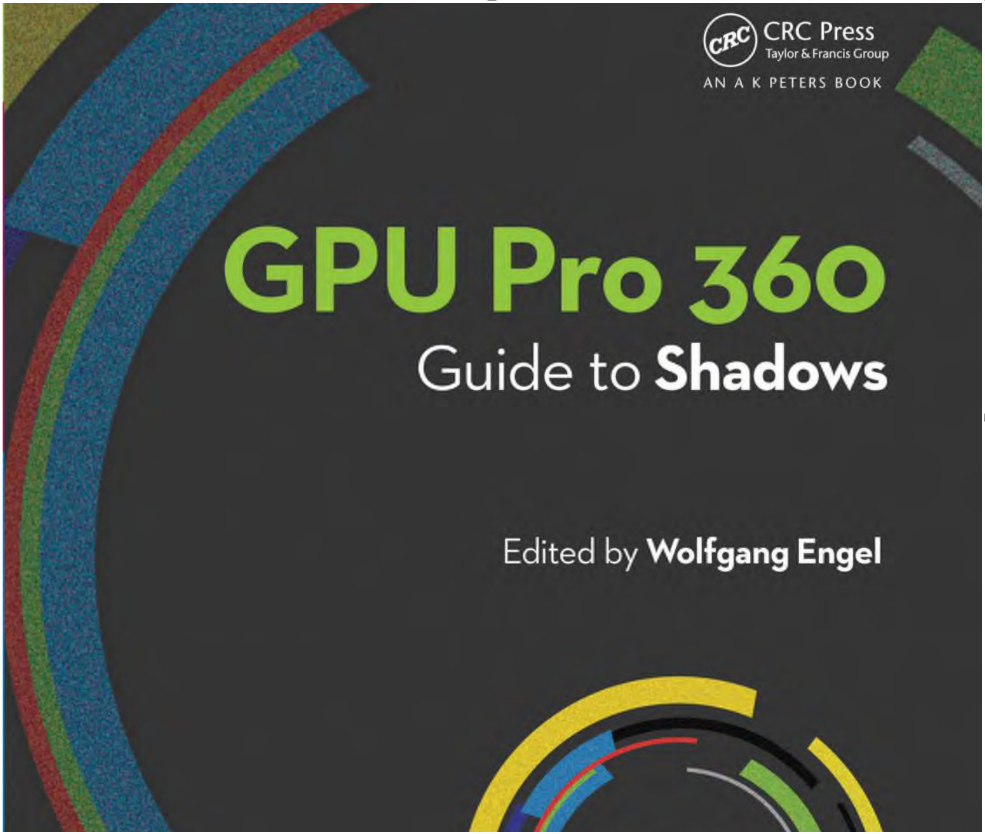 CRC
CRC Press
Taylor & Francis Group
AN A K PETERS BOOK
GPU Pro 360
Guide to Shadows
Edited by Wolfgang Engel